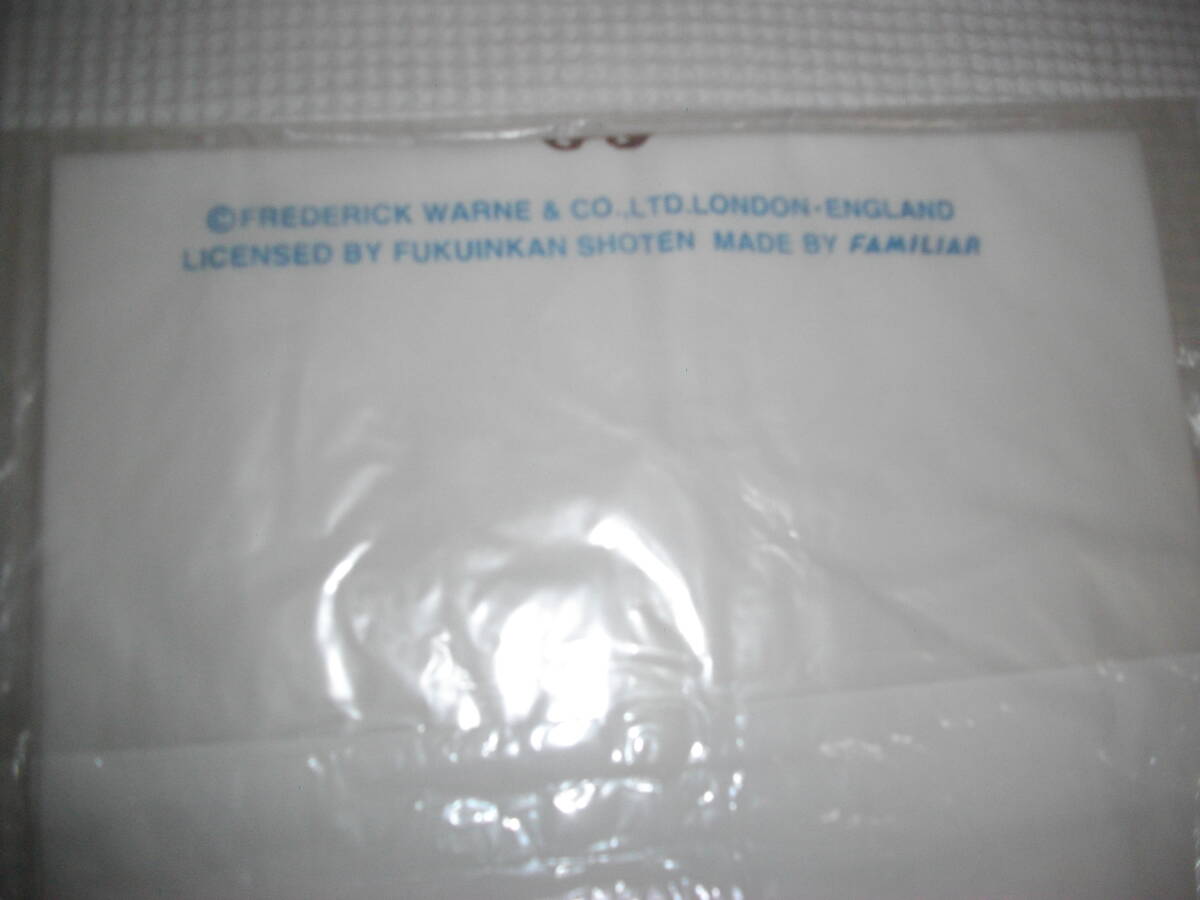 ©FREDERICK WARNE & CO.,LTD.LONDON·ENGLAND
LICENSED BY FUKUINKAN SHOTEN MADE BY FAMILIAR